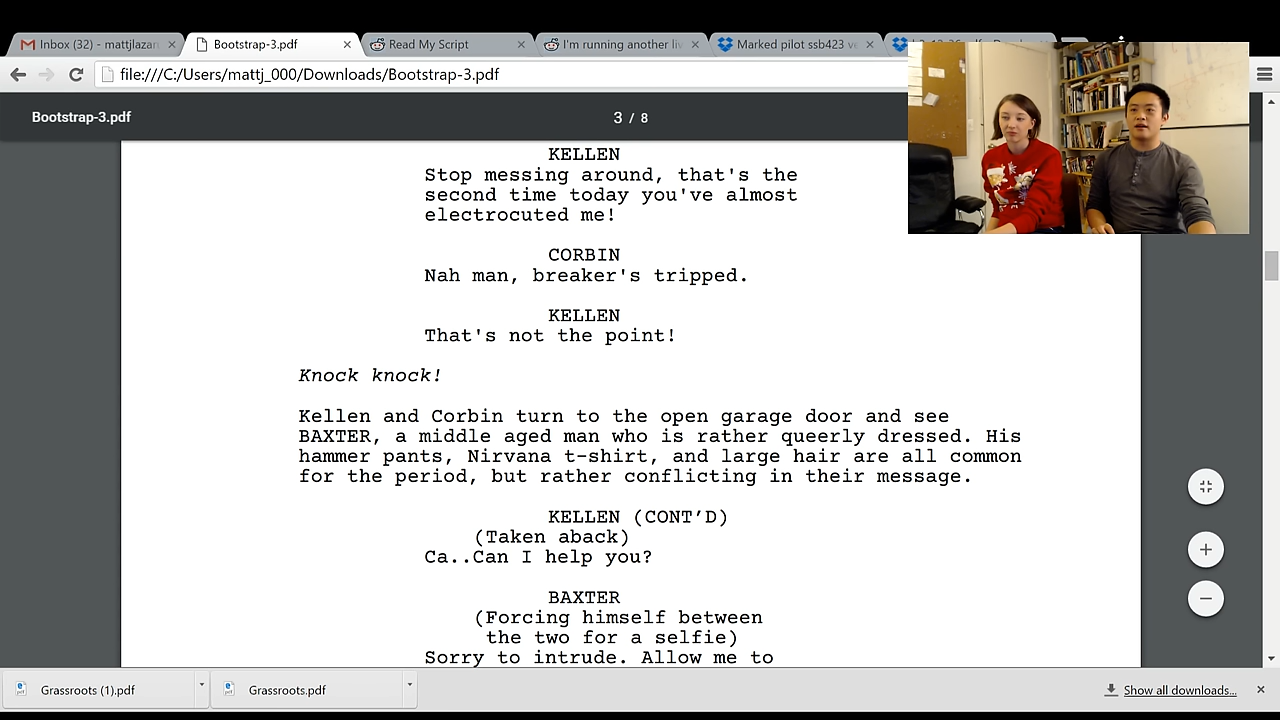 Inbox (32) - mattjlazar
Bootstrap-3.pdf
Read My Script
I'm running another liv
Marked pilot ssb423 ve
file:///C:/Users/mattj_000/Downloads/Bootstrap-3.pdf
Bootstrap-3.pdf
3 / 8
KELLEN
Stop messing around, that's the
second time today you've almost
electrocuted me!
CORBIN
Nah man, breaker's tripped.
KELLEN
That's not the point!
Knock knock!
Kellen and Corbin turn to the open garage door and see
BAXTER, a middle aged man who is rather queerly dressed. His
hammer pants, Nirvana t-shirt, and large hair are all common
for the period, but rather conflicting in their message.
KELLEN (CONT’D)
(Taken aback)
Ca..Can I help you?
BAXTER
(Forcing himself between
the two for a selfie)
Sorry to intrude. Allow me to
Grassroots (1).pdf
Grassroots.pdf
Show all downloads...